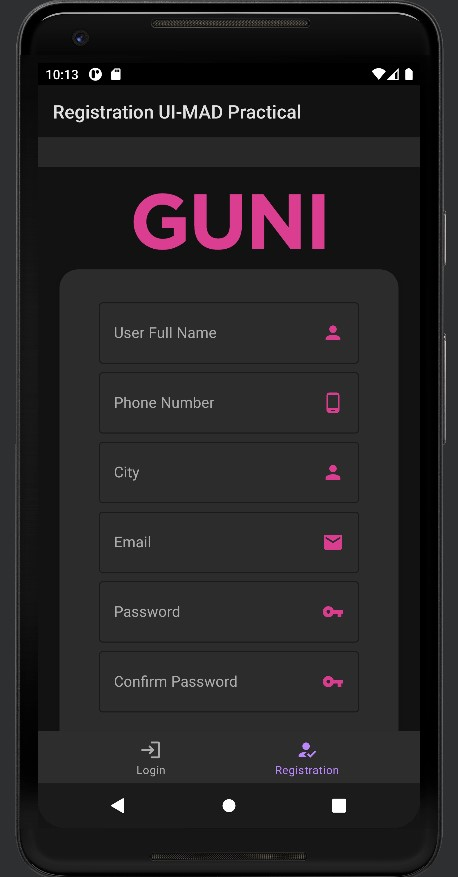 10:13
Registration UI-MAD Practical
GUNI
User Full Name
Phone Number
City
Email
Password
Confirm Password
Login
Registration